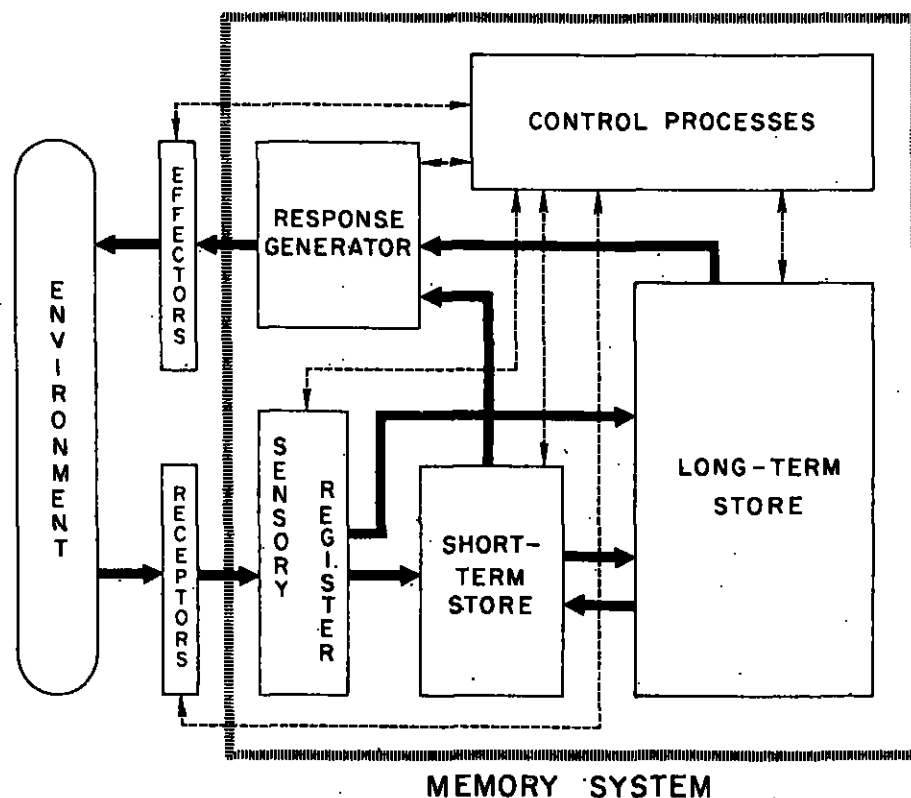 CONTROL PROCESSES
EFFECTORS
RESPONSE
GENERATOR
ENVIRONMENT
SENSORY
REGISTER
RECEPTORS
SHORT-
TERM
STORE
LONG-TERM
STORE
MEMORY SYSTEM